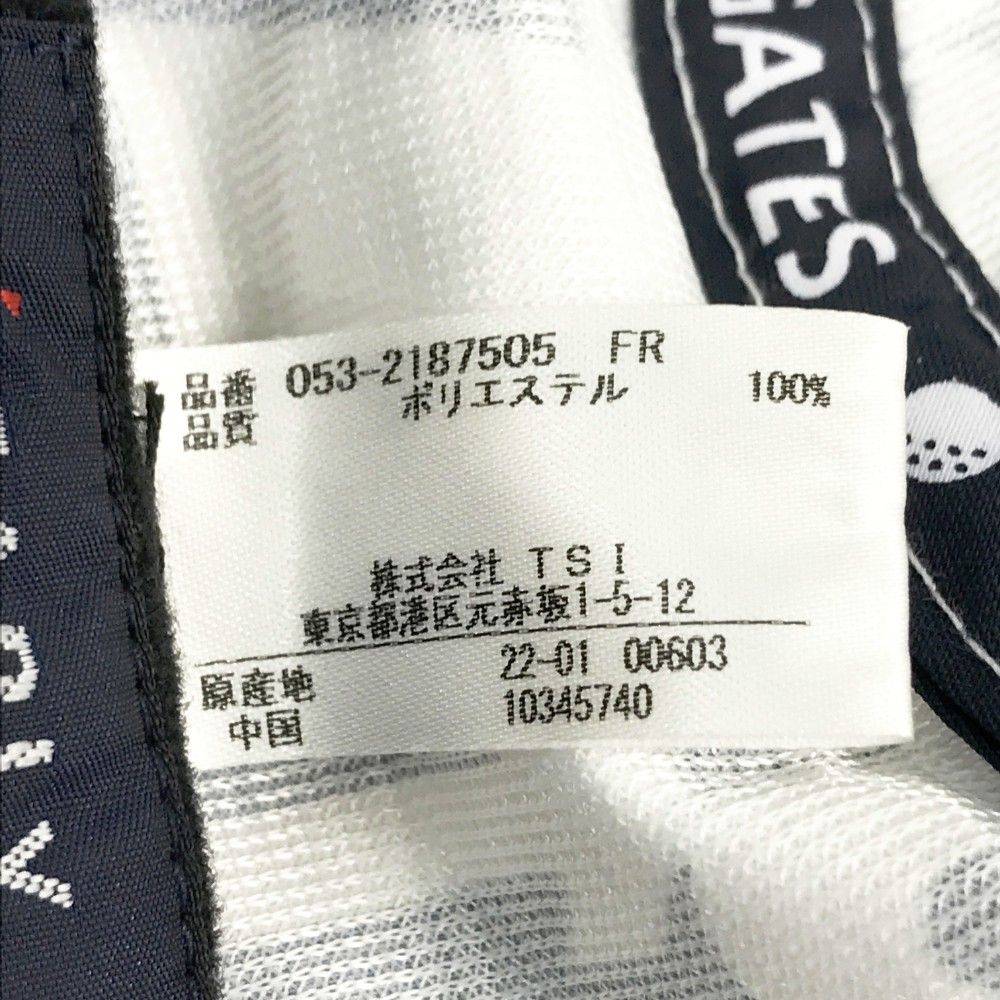 GATES
品番 053-2187505 FR
品質 ポリエステル 100%
株式会社 TSI
東京都港区元赤坂1-5-12
原産地 22-01 00603
中国 10345740